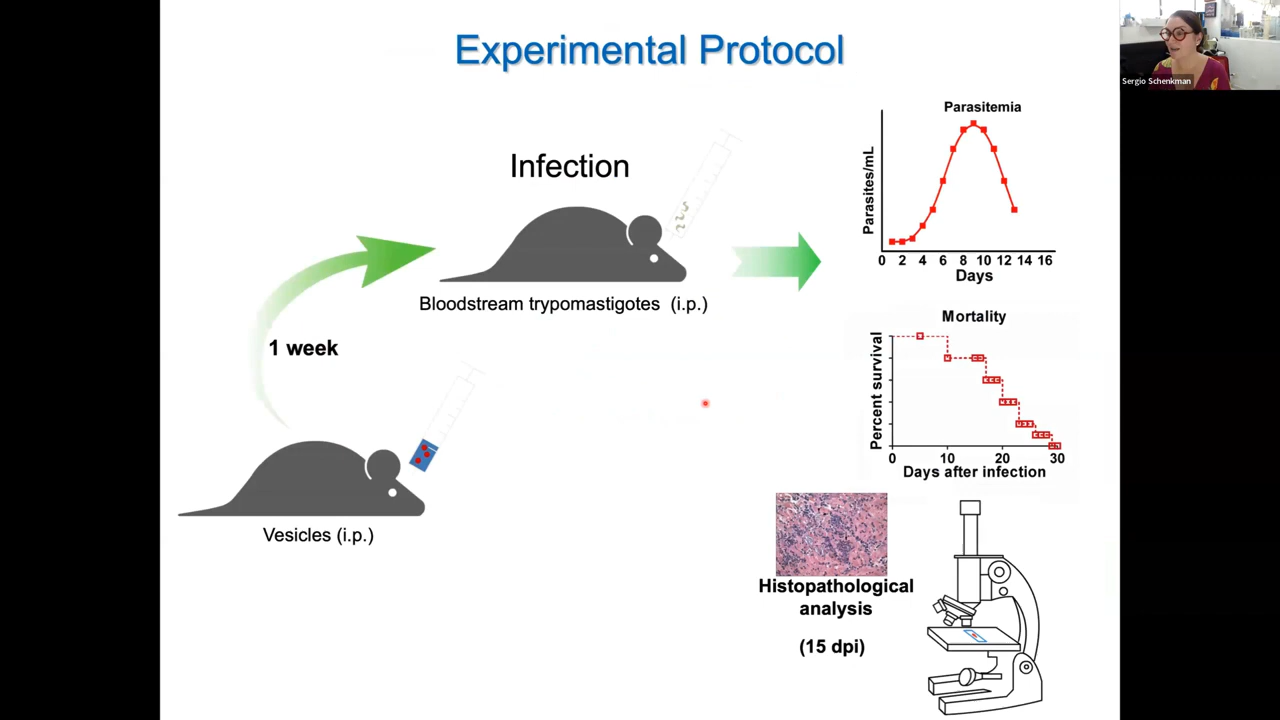 Experimental Protocol
Sergio Schenkman
Infection
Bloodstream trypomastigotes (i.p.)
1 week
Vesicles (i.p.)
Parasitemia
Parasites/mL
0 2 4 6 8 10 12 14 16
Days
Mortality
Percent survival
0 10 20 30
Days after infection
Histopathological
analysis
(15 dpi)